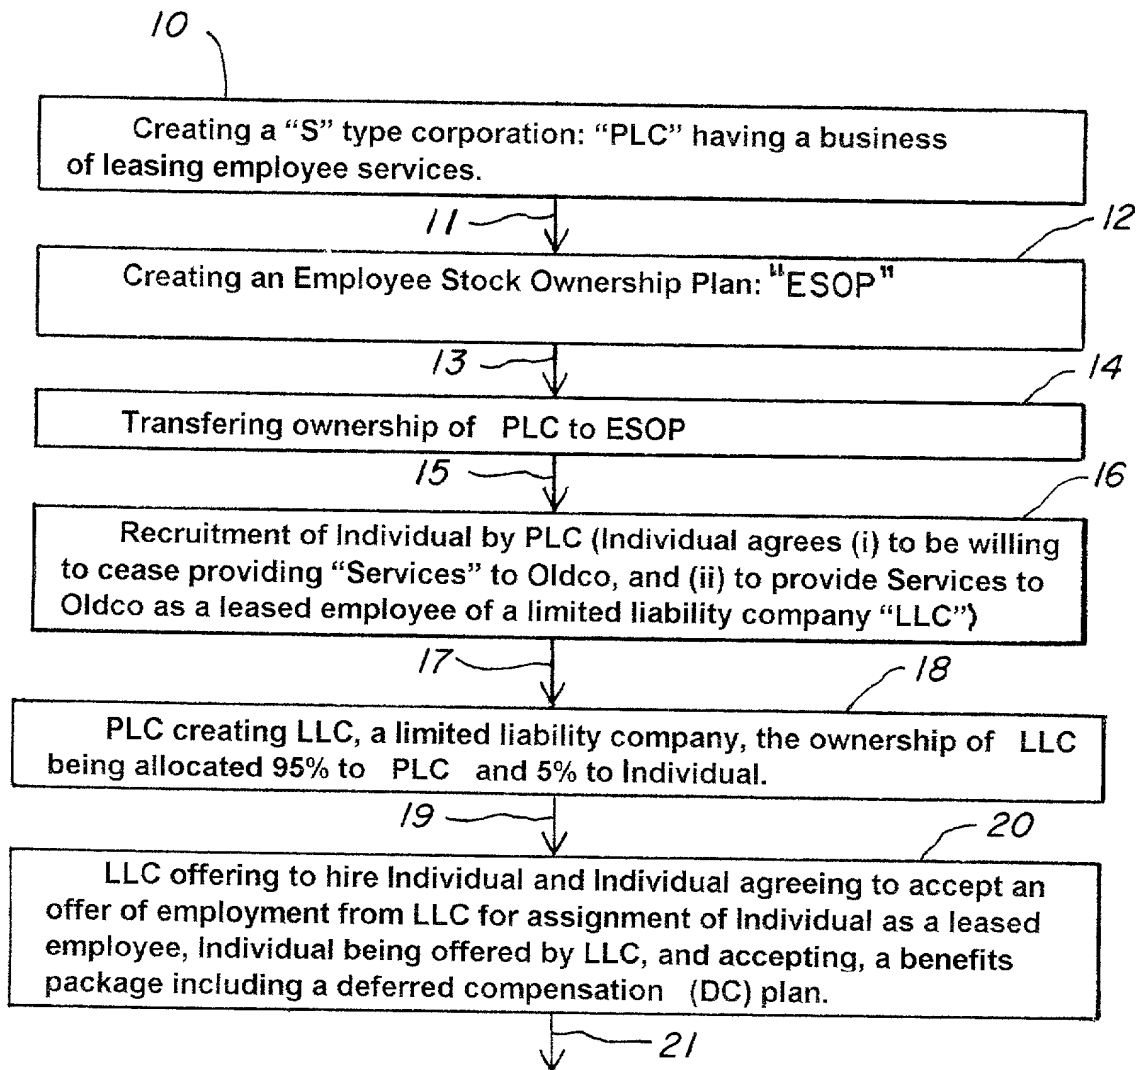 10
Creating a “S” type corporation: “PLC” having a business
of leasing employee services.
11
12
Creating an Employee Stock Ownership Plan: "ESOP"
13
14
Transfering ownership of PLC to ESOP
15
16
Recruitment of Individual by PLC (Individual agrees (i) to be willing
to cease providing “Services” to Oldco, and (ii) to provide Services to
Oldco as a leased employee of a limited liability company “LLC”)
17
18
PLC creating LLC, a limited liability company, the ownership of LLC
being allocated 95% to PLC and 5% to Individual.
19
20
LLC offering to hire Individual and Individual agreeing to accept an
offer of employment from LLC for assignment of Individual as a leased
employee, Individual being offered by LLC, and accepting, a benefits
package including a deferred compensation (DC) plan.
21